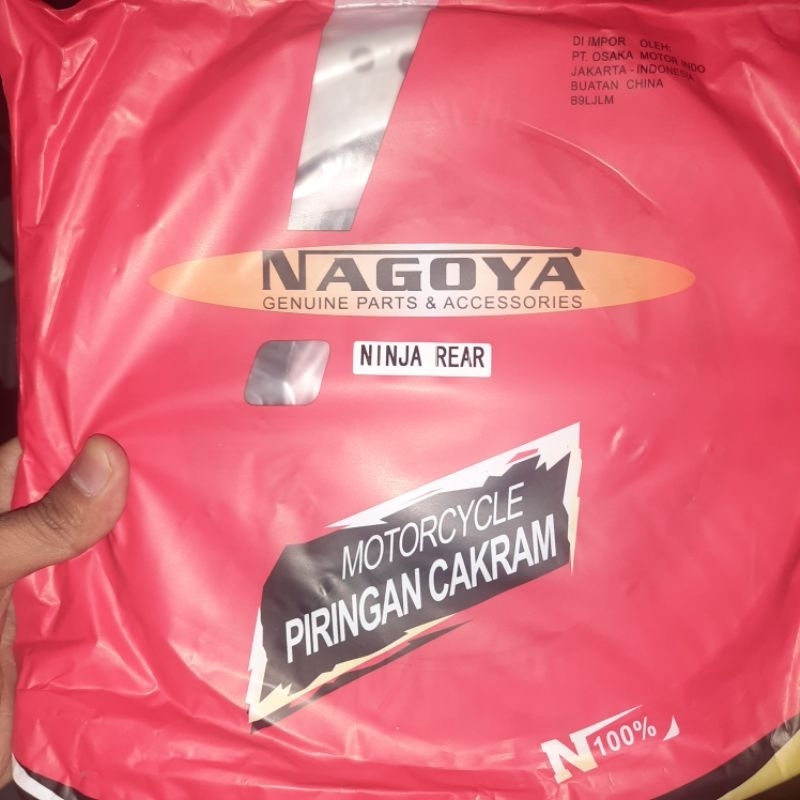 DI IMPOR OLEH:
PT. OSAKA MOTOR INDO
JAKARTA - INDONESIA
BUATAN CHINA
B9LJLM
NAGOYA
GENUINE PARTS & ACCESSORIES
NINJA REAR
MOTORCYCLE
PIRINGAN CAKRAM
N 100%